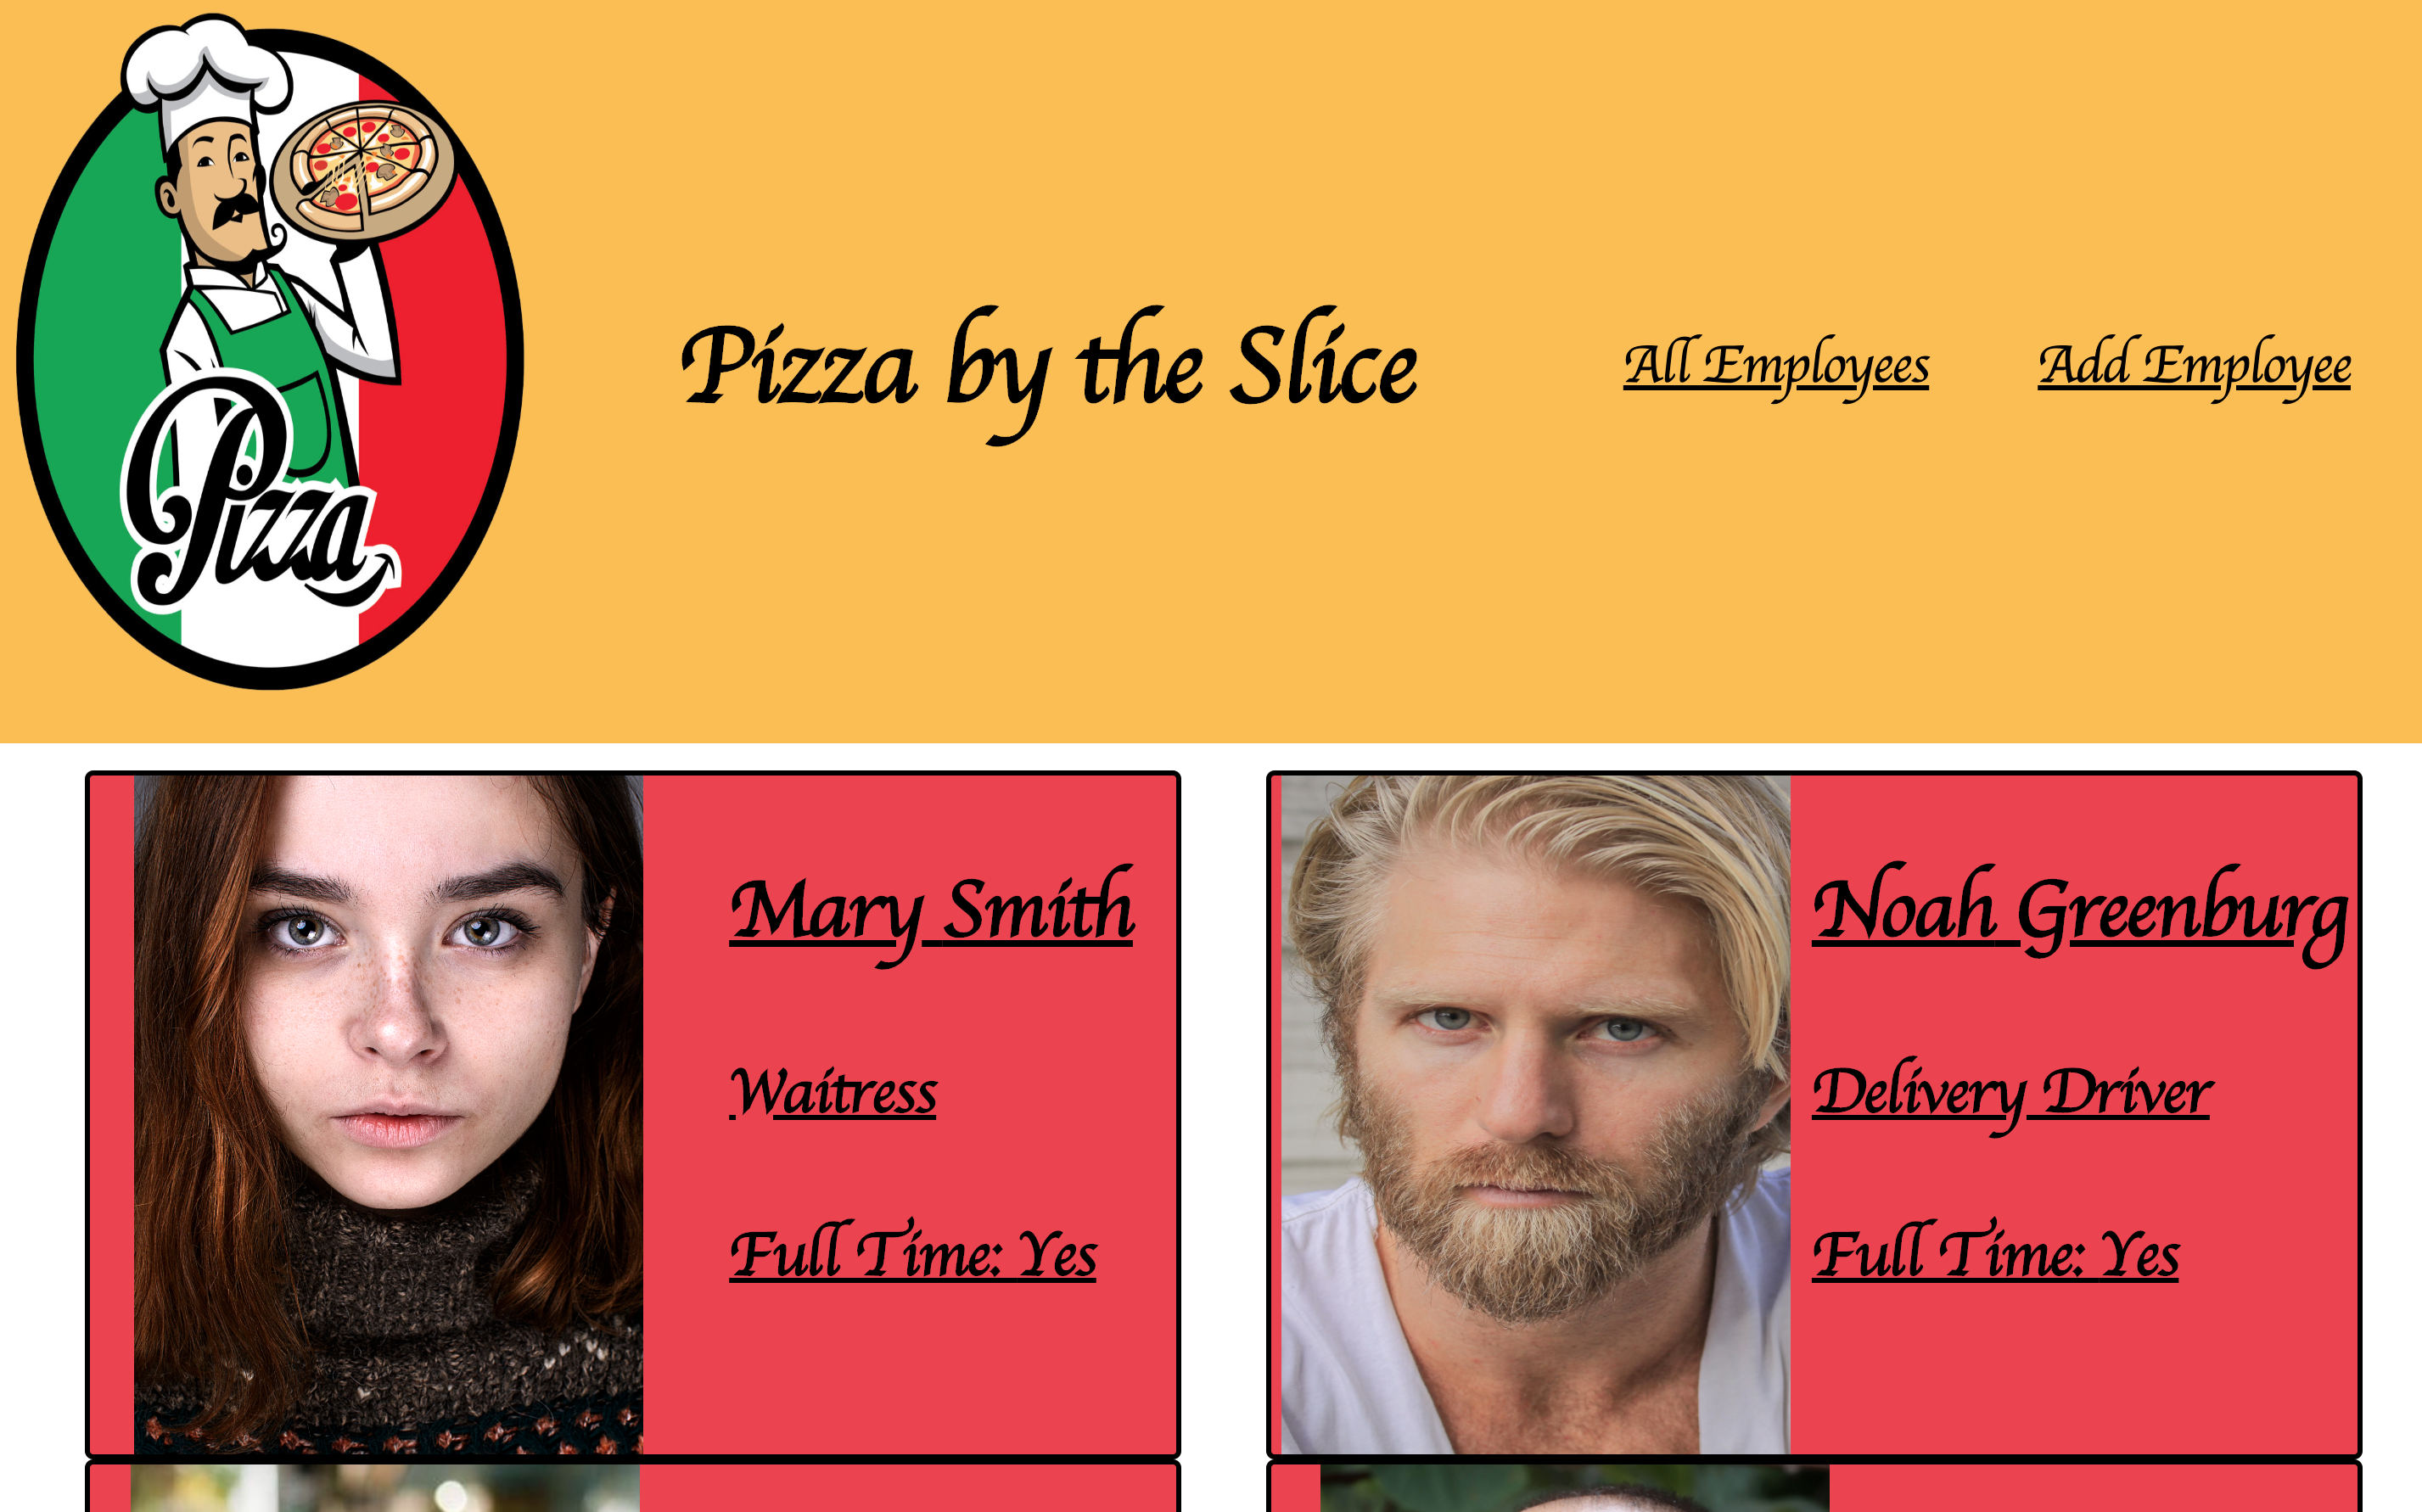 Pizza
Pizza by the Slice
All Employees
Add Employee
Mary Smith
Waitress
Full Time: Yes
Noah Greenburg
Delivery Driver
Full Time: Yes